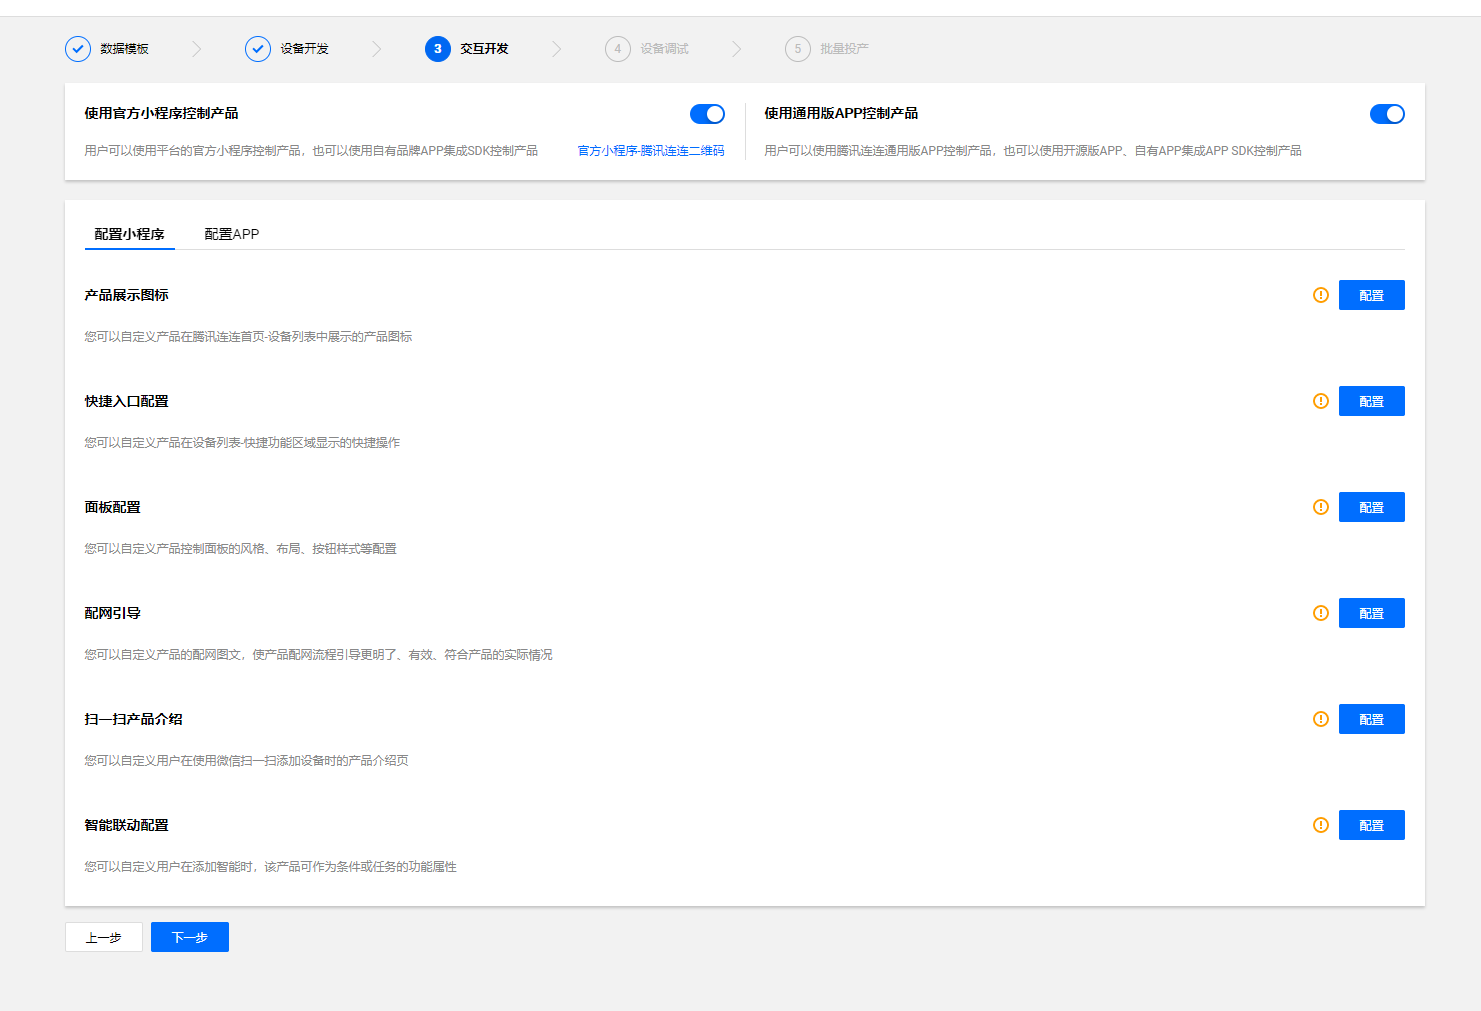 数据模板
设备开发
3 交互开发
4 设备调试
5 批量投产
使用官方小程序控制产品
用户可以使用平台的官方小程序控制产品，也可以使用自有品牌APP集成SDK控制产品
官方小程序-腾讯连连二维码
使用通用版APP控制产品
用户可以使用腾讯连连通用版APP控制产品，也可以使用开源版APP、自有APP集成APP SDK控制产品
配置小程序
配置APP
产品展示图标
配置
您可以自定义产品在腾讯连连首页-设备列表中展示的产品图标
快捷入口配置
配置
您可以自定义产品在设备列表-快捷功能区域显示的快捷操作
面板配置
配置
您可以自定义产品控制面板的风格、布局、按钮样式等配置
配网引导
配置
您可以自定义产品的配网图文，使产品配网流程引导更明了、有效、符合产品的实际情况
扫一扫产品介绍
配置
您可以自定义用户在使用微信扫一扫添加设备时的产品介绍页
智能联动配置
配置
您可以自定义用户在添加智能时，该产品可作为条件或任务的功能属性
上一步
下一步